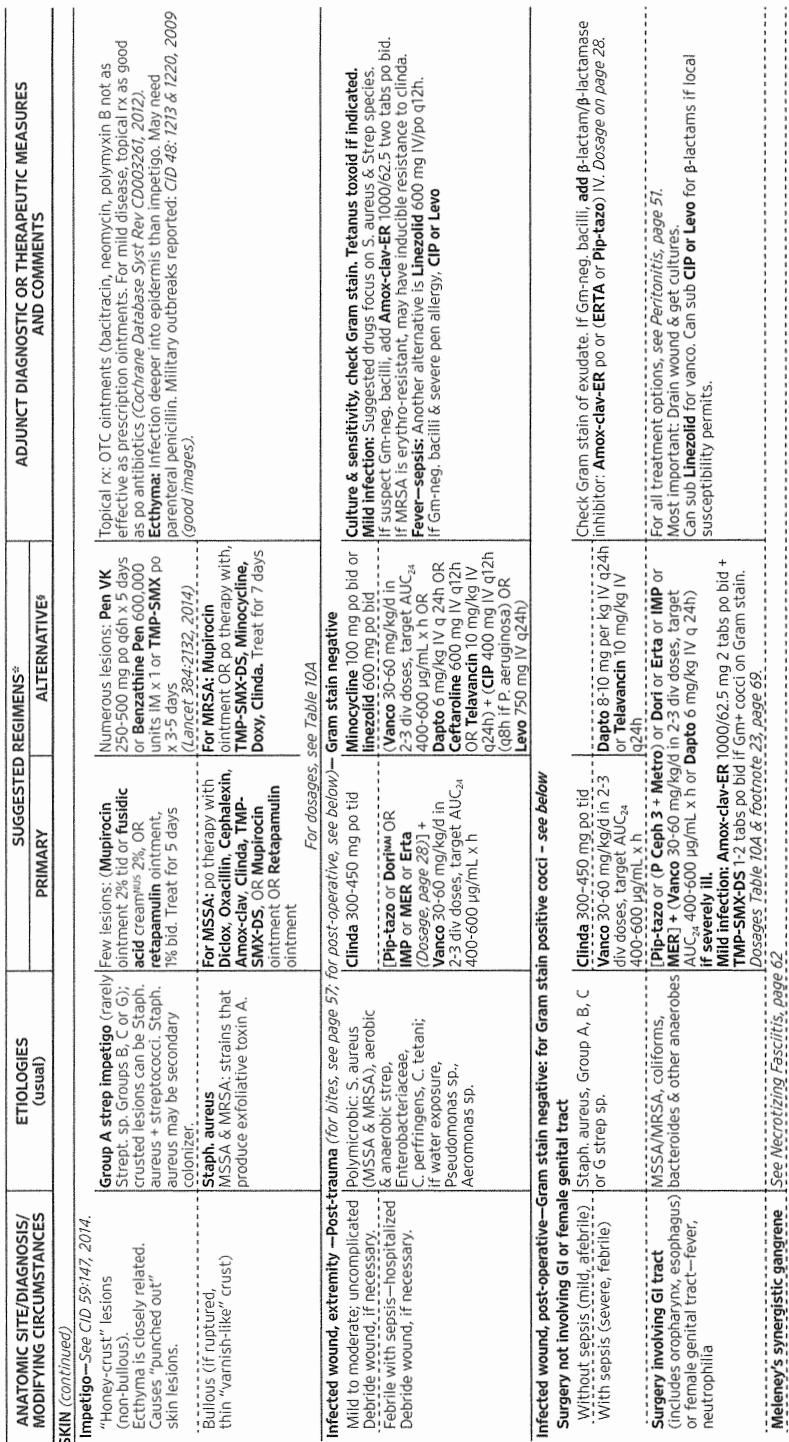 ANATOMIC SITE/DIAGNOSIS/
MODIFYING CIRCUMSTANCES
ETIOLOGIES
(usual)
SUGGESTED REGIMENS*
PRIMARY
ALTERNATIVE§
ADJUNCT DIAGNOSTIC OR THERAPEUTIC MEASURES
AND COMMENTS
SKIN (continued)
Impetigo—See CID 59:147, 2014.
"Honey-crust" lesions
(non-bullous).
Ecthyma is closely related.
Causes "punched out"
skin lesions.
Group A strep impetigo (rarely
Strept. sp. Groups B, C or G);
crusted lesions can be Staph.
aureus + streptococci. Staph.
aureus may be secondary
colonizer.
Few lesions: (Mupirocin
ointment 2% tid or fusidic
acid creamNUS 2%, OR
retapamulin ointment,
1% bid. Treat for 5 days
Numerous lesions: Pen VK
250-500 mg po q6h x 5 days
or Benzathine Pen 600,000
units IM x 1 or TMP-SMX po
x 3-5 days
(Lancet 384:2132, 2014)
Topical rx: OTC ointments (bacitracin, neomycin, polymyxin B not as
effective as prescription ointments. For mild disease, topical rx as good
as po antibiotics (Cochrane Database Syst Rev CD003261, 2012).
Ecthyma: Infection deeper into epidermis than impetigo. May need
parenteral penicillin. Military outbreaks reported: CID 48: 1213 & 1220, 2009
(good images).
Bullous (if ruptured,
thin "varnish-like" crust)
Staph. aureus
MSSA & MRSA: strains that
produce exfoliative toxin A.
For MSSA: po therapy with
Diclox, Oxacillin, Cephalexin,
Amox-clav, Clinda, TMP-
SMX-DS, OR Mupirocin
ointment OR Retapamulin
ointment
For MRSA: Mupirocin
ointment OR po therapy with,
TMP-SMX-DS, Minocycline,
Doxy, Clinda. Treat for 7 days
For dosages, see Table 10A
Infected wound, extremity —Post-trauma (for bites, see page 57; for post-operative, see below)— Gram stain negative
Mild to moderate; uncomplicated
Debride wound, if necessary.
Febrile with sepsis—hospitalized
Debride wound, if necessary.
Polymicrobic: S. aureus
(MSSA & MRSA), aerobic
& anaerobic strep,
Enterobacteriaceae,
C. perfringens, C. tetani;
if water exposure,
Pseudomonas sp.,
Aeromonas sp.
Clinda 300-450 mg po tid
[Pip-tazo or DoriNAI OR
IMP or MER or Erta
(Dosage, page 28)] +
Vanco 30-60 mg/kg/d in
2-3 div doses, target AUC24
400-600 µg/mL x h
Minocycline 100 mg po bid or
linezolid 600 mg po bid
(Vanco 30-60 mg/kg/d in
2-3 div doses, target AUC24
400-600 µg/mL x h OR
Dapto 6 mg/kg IV q 24h OR
Ceftaroline 600 mg IV q12h
OR Telavancin 10 mg/kg IV
q24h) + (CIP 400 mg IV q12h
(q8h if P. aeruginosa) OR
Levo 750 mg IV q24h)
Culture & sensitivity, check Gram stain. Tetanus toxoid if indicated.
Mild infection: Suggested drugs focus on S. aureus & Strep species.
If suspect Gm-neg. bacilli, add Amox-clav-ER 1000/62.5 two tabs po bid.
If MRSA is erythro-resistant, may have inducible resistance to clinda.
Fever—sepsis: Another alternative is Linezolid 600 mg IV/po q12h.
If Gm-neg. bacilli & severe pen allergy, CIP or Levo
Infected wound, post-operative—Gram stain negative: for Gram stain positive cocci – see below
Surgery not involving GI or female genital tract
Without sepsis (mild, afebrile)
With sepsis (severe, febrile)
Staph. aureus, Group A, B, C
or G strep sp.
Clinda 300-450 mg po tid
Vanco 30-60 mg/kg/d in 2-3
div doses, target AUC24
400-600 µg/mL x h
Dapto 8-10 mg per kg IV q24h
or Telavancin 10 mg/kg IV
q24h
Check Gram stain of exudate. If Gm-neg. bacilli, add β-lactam/β-lactamase
inhibitor: Amox-clav-ER po or (ERTA or Pip-tazo) IV. Dosage on page 28.
Surgery involving GI tract
(includes oropharynx, esophagus)
or female genital tract—fever,
neutrophilia
MSSA/MRSA, coliforms,
bacteroides & other anaerobes
[Pip-tazo or (P Ceph 3 + Metro) or Dori or Erta or IMP or
MER] + (Vanco 30-60 mg/kg/d in 2-3 div doses, target
AUC24 400-600 µg/mL x h or Dapto 6 mg/kg IV q 24h)
if severely ill.
Mild infection: Amox-clav-ER 1000/62.5 mg 2 tabs po bid +
TMP-SMX-DS 1-2 tabs po bid if Gm+ cocci on Gram stain.
Dosages Table 10A & footnote 23, page 69.
For all treatment options, see Peritonitis, page 51.
Most important: Drain wound & get cultures.
Can sub Linezolid for vanco. Can sub CIP or Levo for β-lactams if local
susceptibility permits.
Meleney's synergistic gangrene
See Necrotizing Fasciitis, page 62